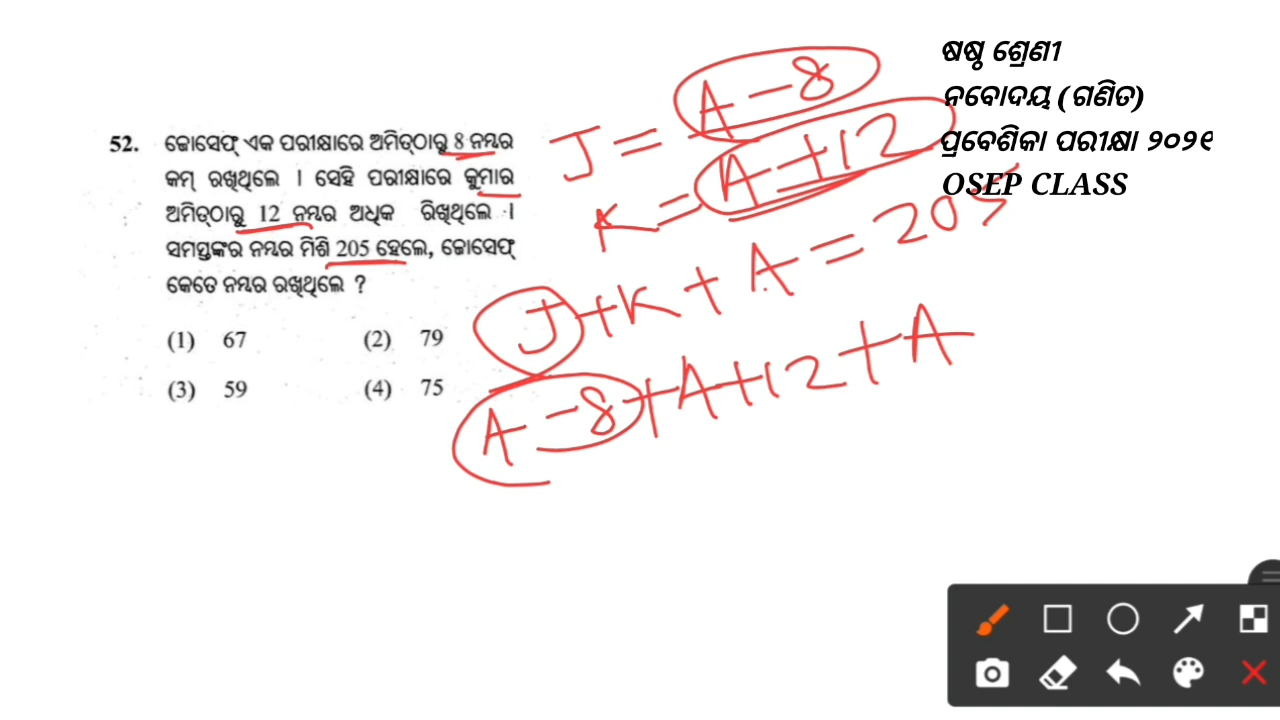 ଷଷ୍ଠ ଶ୍ରେଣୀ
ନବୋଦୟ (ଗଣିତ)
ପ୍ରବେଶିକା ପରୀକ୍ଷା ୨୦୨୧
OSEP CLASS
52. ଜୋସେଫ୍ ଏକ ପରୀକ୍ଷାରେ ଅମିତ୍‌ଠାରୁ 8 ନମ୍ବର
କମ୍ ରଖିଥିଲେ । ସେହି ପରୀକ୍ଷାରେ କୁମାର
ଅମିତ୍‌ଠାରୁ 12 ନମ୍ବର ଅଧିକ ରିଖିଥିଲେ ।
ସମସ୍ତଙ୍କର ନମ୍ବର ମିଶି 205 ହେଲେ, ଜୋସେଫ୍
କେତେ ନମ୍ବର ରଖିଥିଲେ ?
(1) 67 (2) 79
(3) 59 (4) 75
J = A - 8
K = A + 12
J + K + A = 205
A - 8 + A + 12 + A